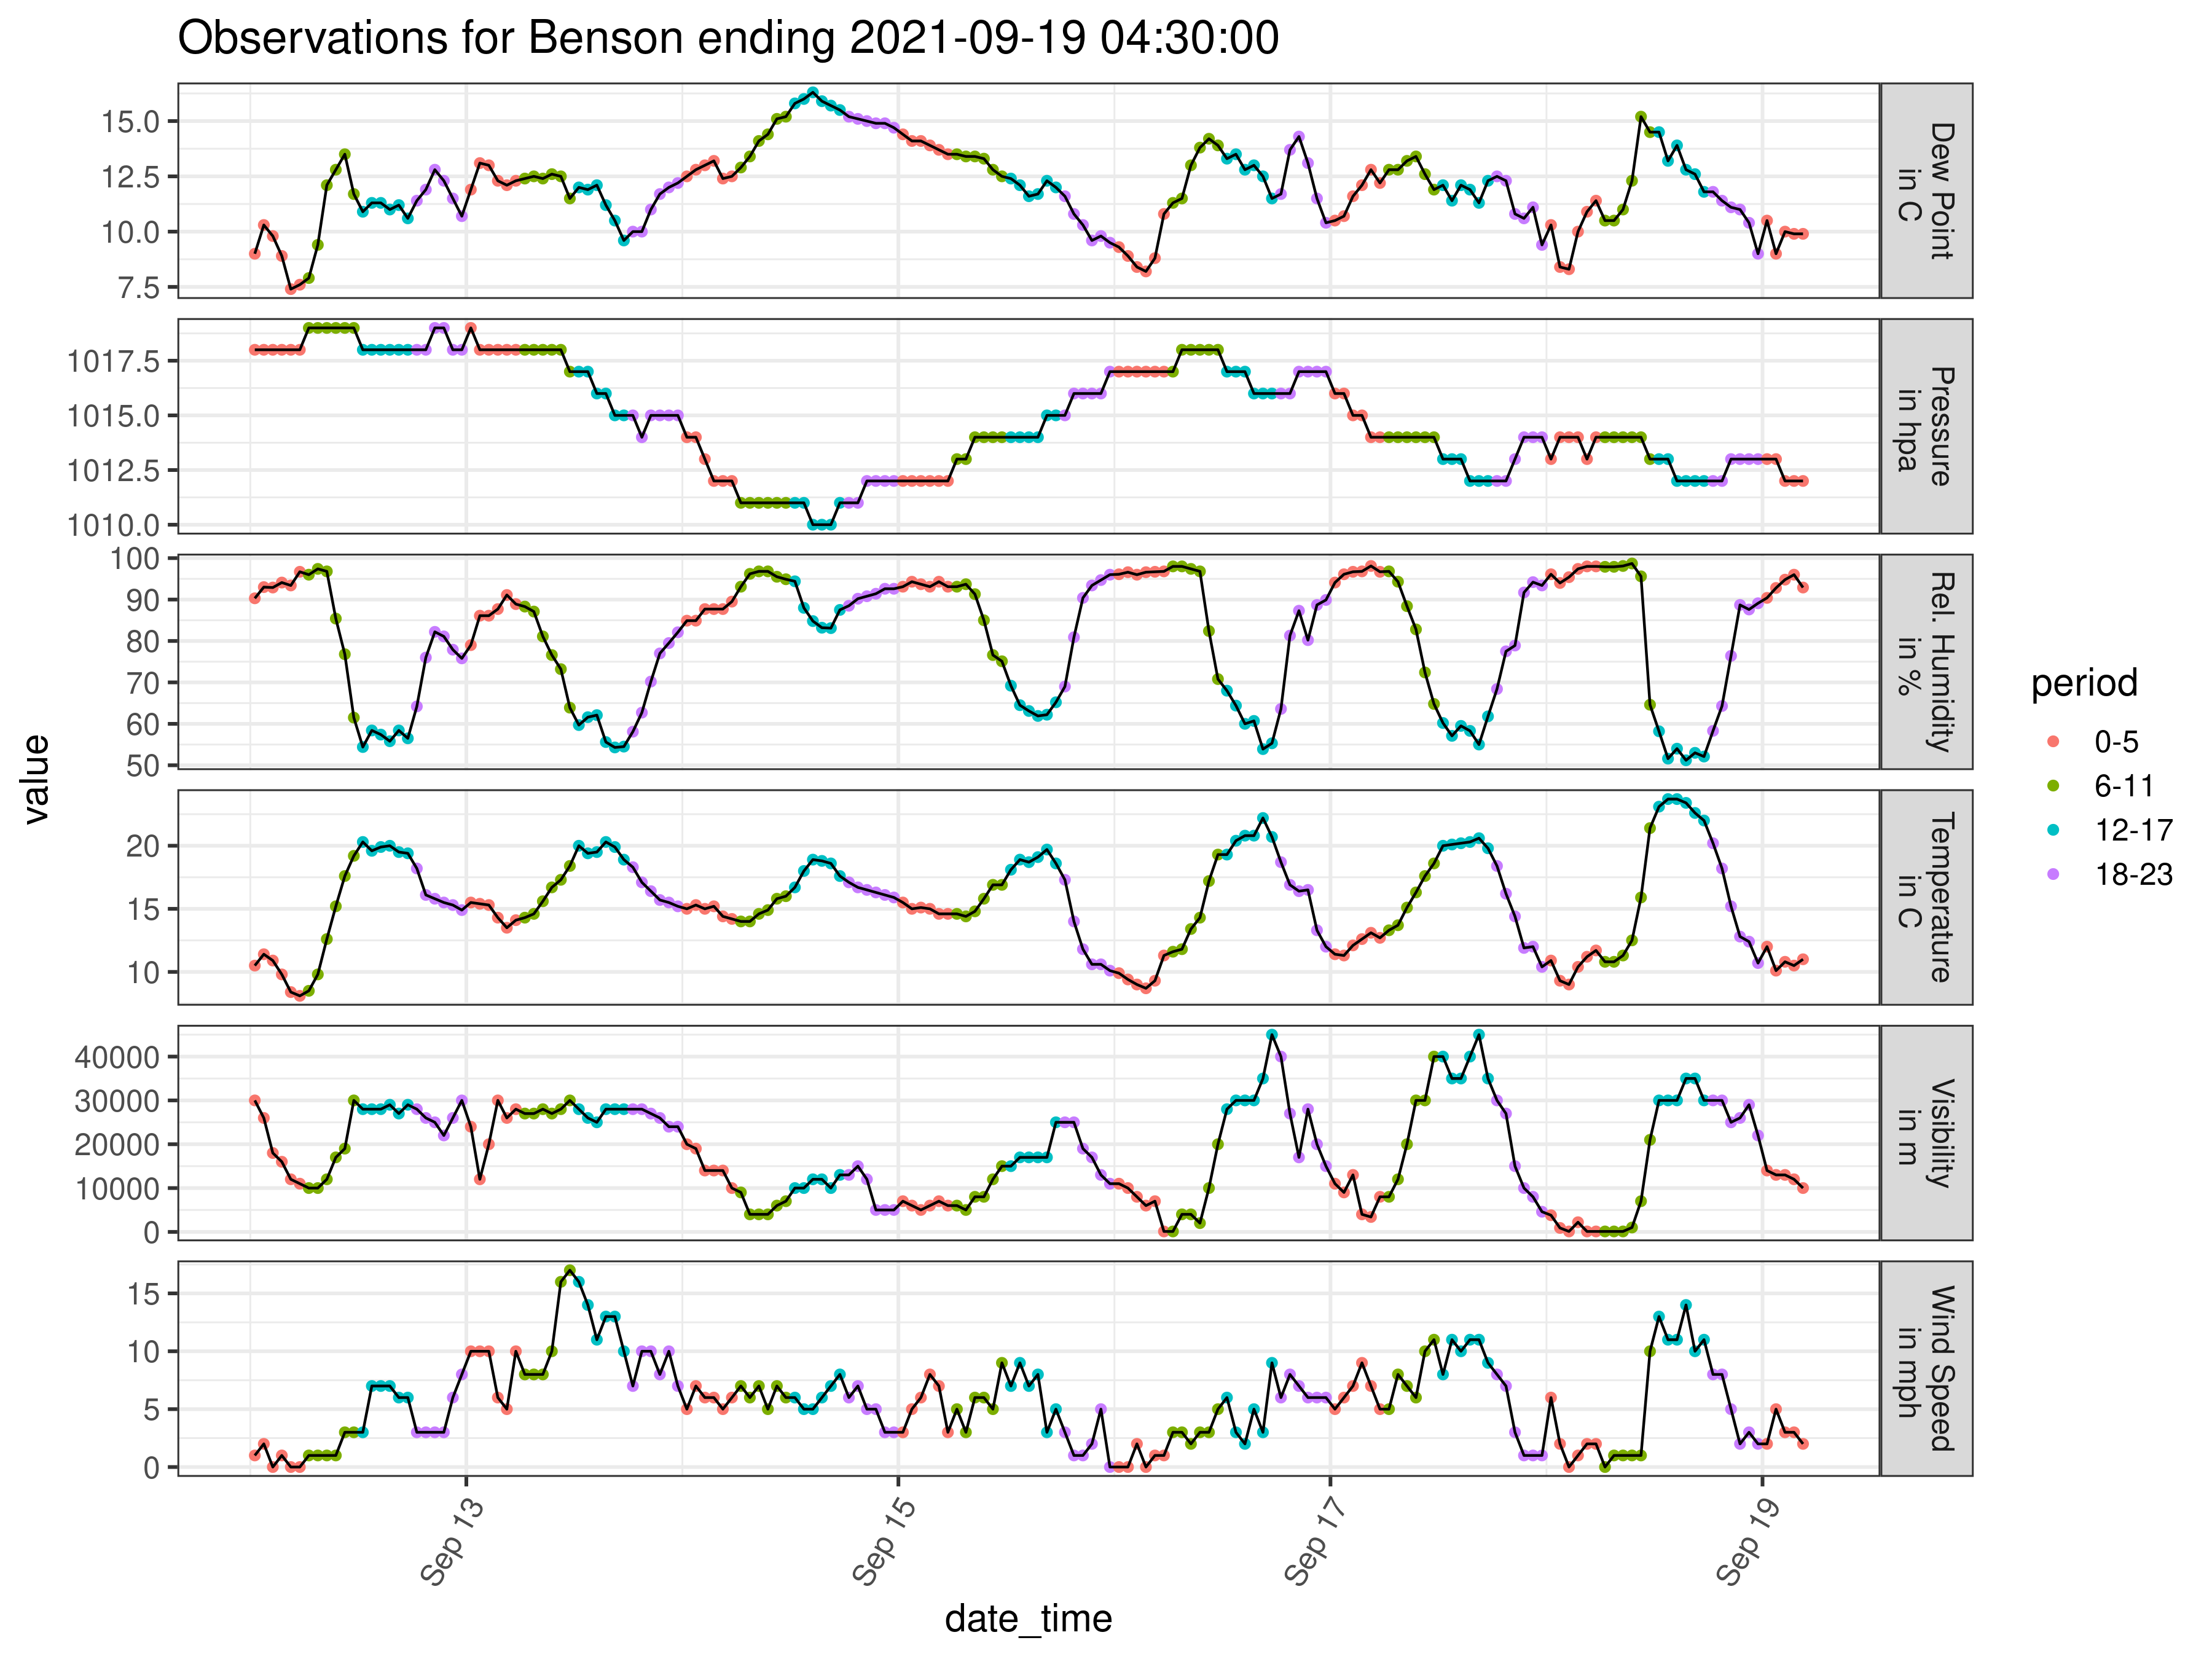 Observations for Benson ending 2021-09-19 04:30:00
value
15.0
12.5
10.0
7.5
Dew Point
in C
1017.5
1015.0
1012.5
1010.0
Pressure
in hpa
100
90
80
70
60
50
Rel. Humidity
in %
20
15
10
Temperature
in C
40000
30000
20000
10000
0
Visibility
in m
15
10
5
0
Wind Speed
in mph
Sep 13
Sep 15
Sep 17
Sep 19
date_time
period
0-5
6-11
12-17
18-23